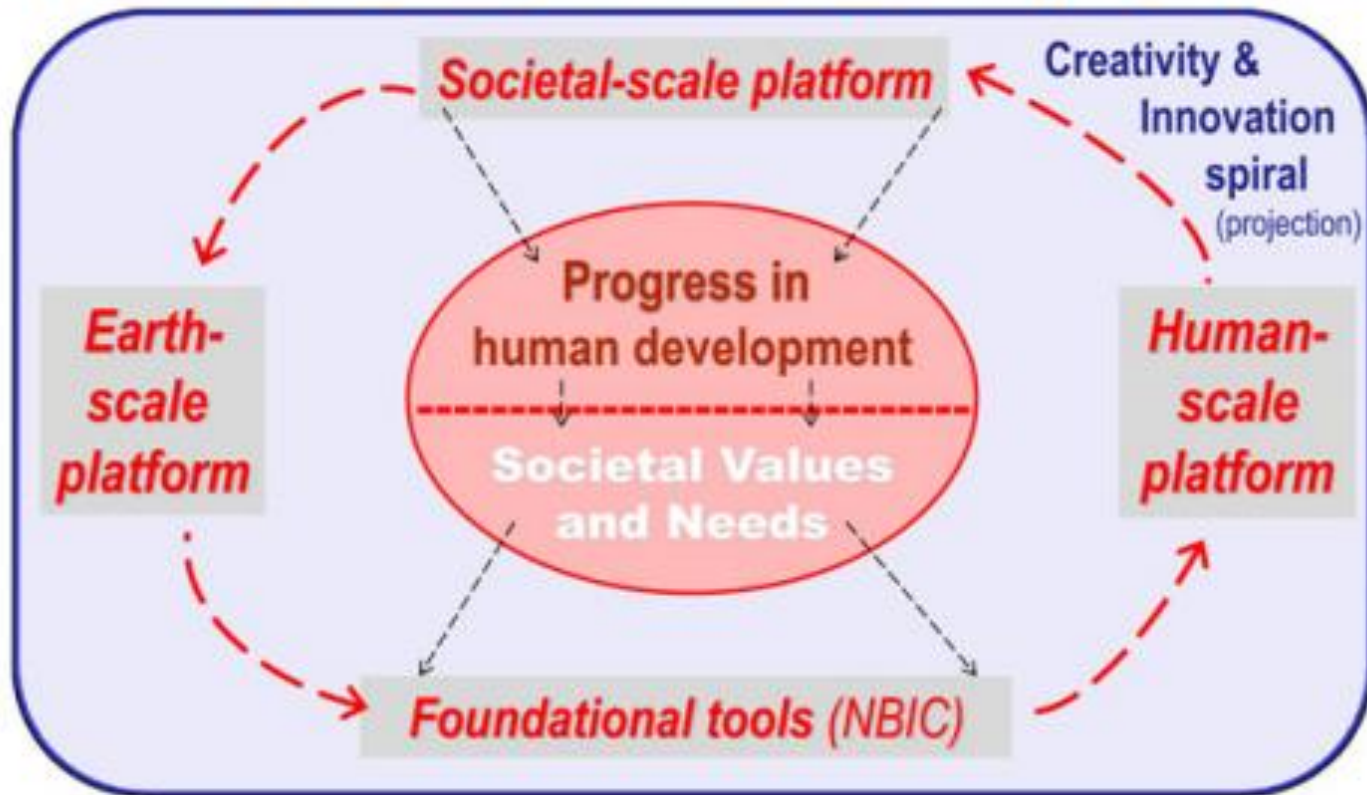 Societal-scale platform
Creativity &
Innovation
spiral
(projection)
Progress in
human development
Earth-
scale
platform
Human-
scale
platform
Societal Values
and Needs
Foundational tools (NBIC)